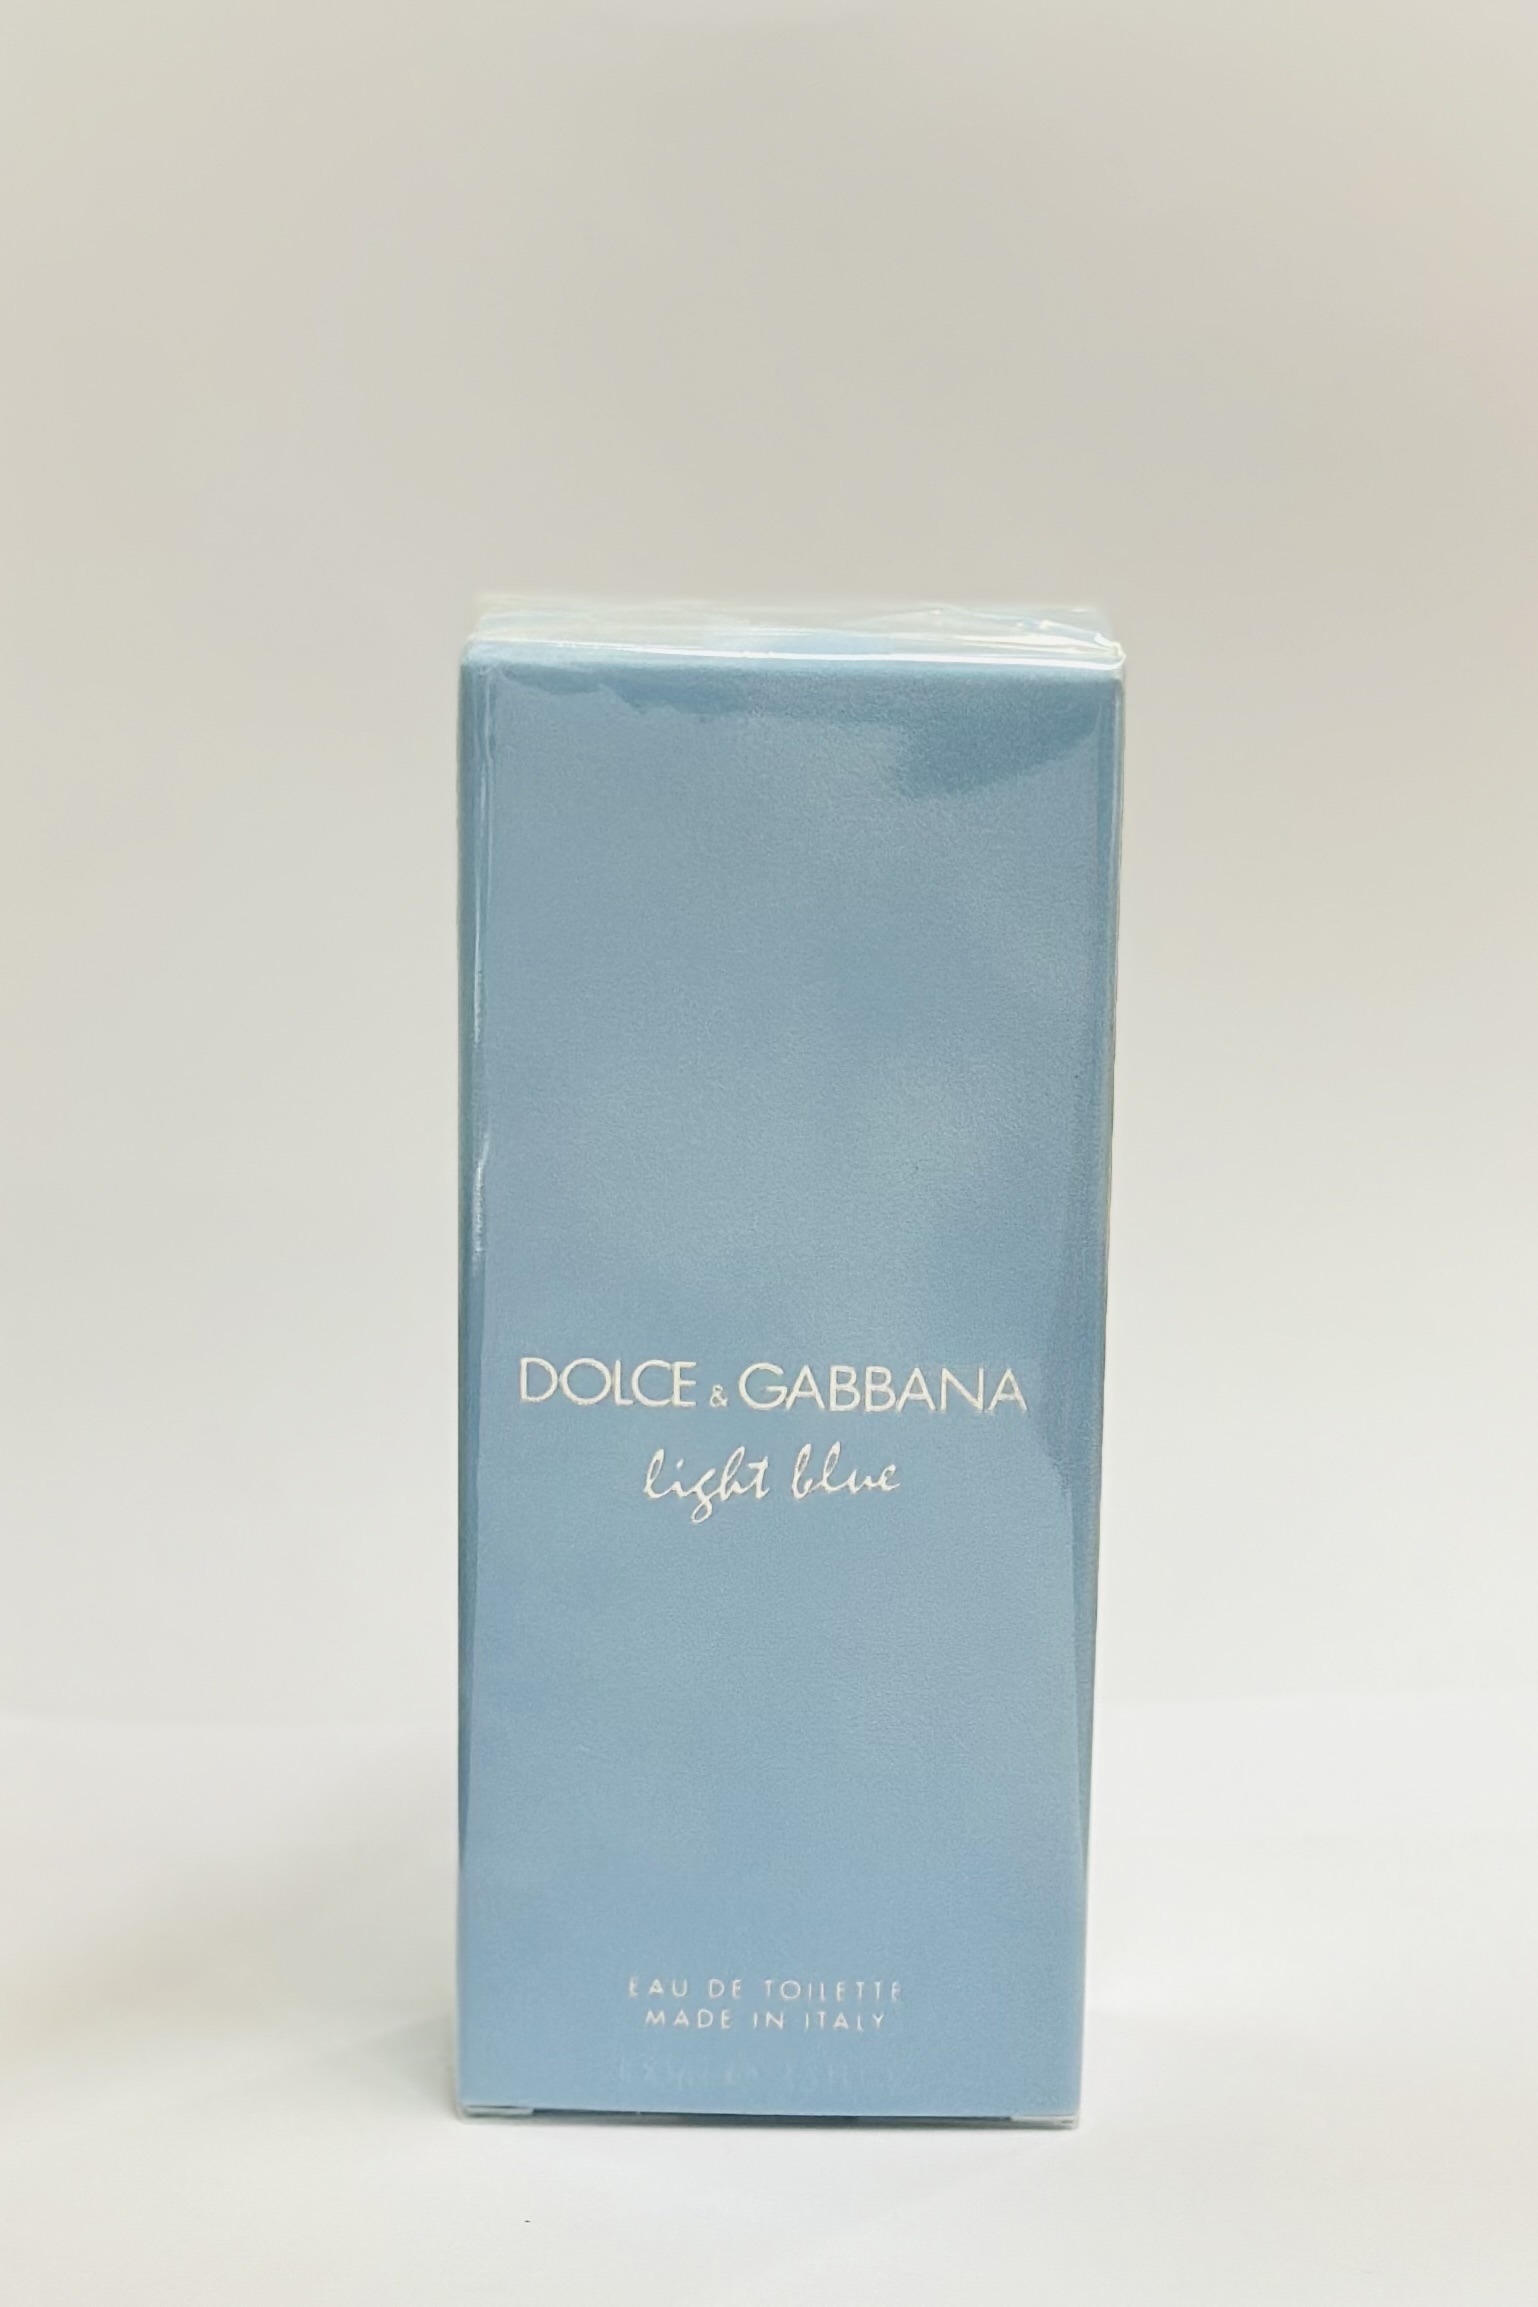 DOLCE & GABBANA
light blue
EAU DE TOILETTE
MADE IN ITALY